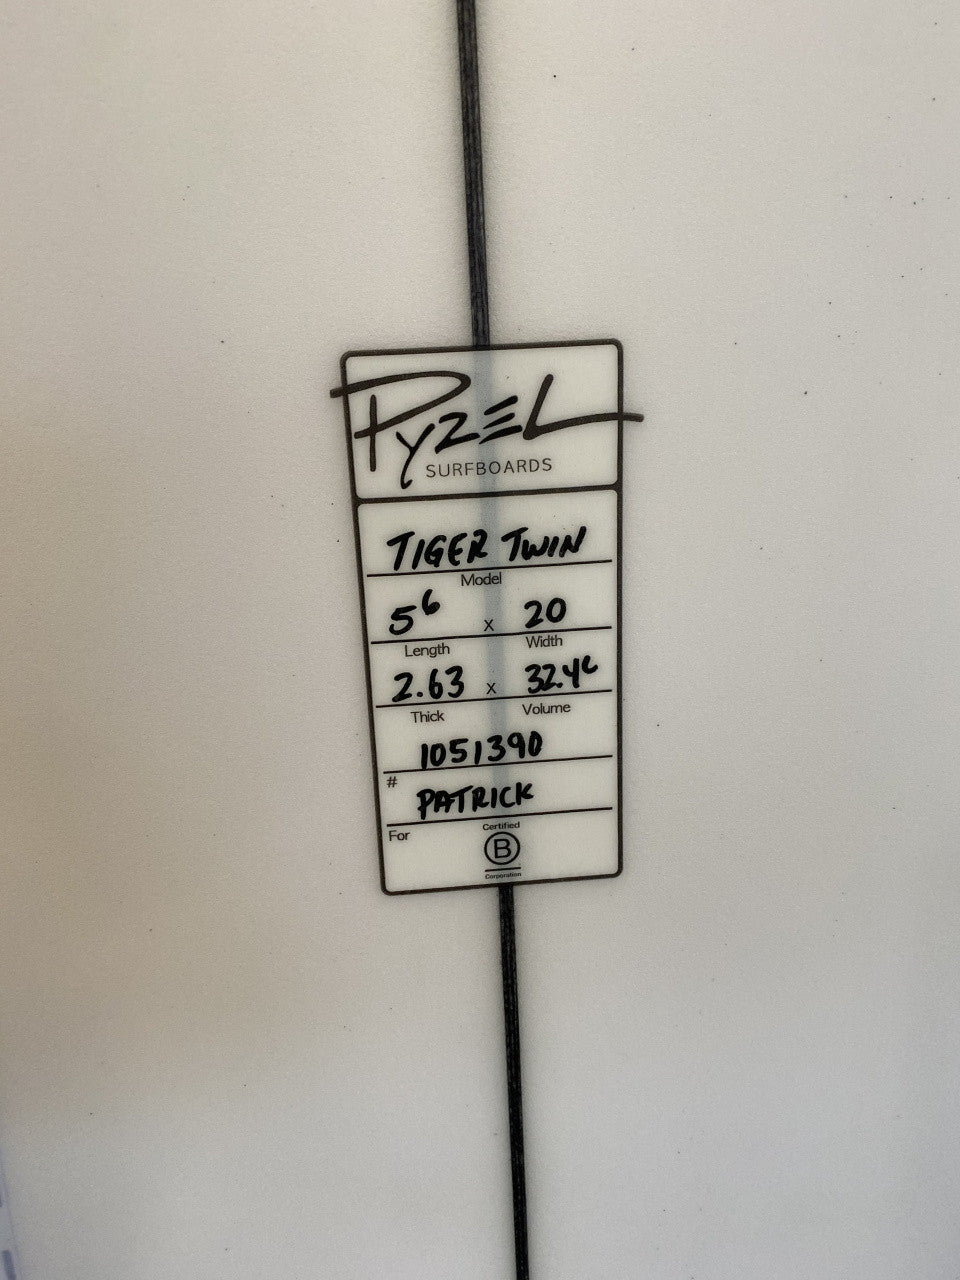 PYZEL
SURFBOARDS
TIGER TWIN
Model
5 6 x 20
Length Width
2.63 x 32.4L
Thick Volume
# 1051390
For PATRICK
Certified
B
Corporation